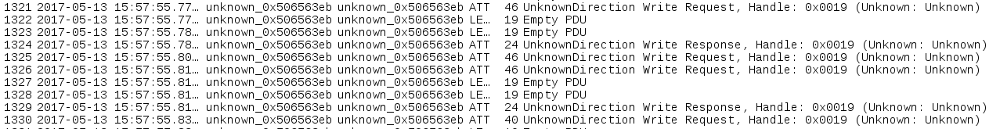 1321 2017-05-13 15:57:55.77… unknown_0x506563eb unknown_0x506563eb ATT 46 UnknownDirection Write Request, Handle: 0x0019 (Unknown: Unknown)
1322 2017-05-13 15:57:55.77… unknown_0x506563eb unknown_0x506563eb LE… 19 Empty PDU
1323 2017-05-13 15:57:55.78… unknown_0x506563eb unknown_0x506563eb LE… 19 Empty PDU
1324 2017-05-13 15:57:55.78… unknown_0x506563eb unknown_0x506563eb ATT 24 UnknownDirection Write Response, Handle: 0x0019 (Unknown: Unknown)
1325 2017-05-13 15:57:55.80… unknown_0x506563eb unknown_0x506563eb ATT 46 UnknownDirection Write Request, Handle: 0x0019 (Unknown: Unknown)
1326 2017-05-13 15:57:55.81… unknown_0x506563eb unknown_0x506563eb ATT 46 UnknownDirection Write Request, Handle: 0x0019 (Unknown: Unknown)
1327 2017-05-13 15:57:55.81… unknown_0x506563eb unknown_0x506563eb LE… 19 Empty PDU
1328 2017-05-13 15:57:55.81… unknown_0x506563eb unknown_0x506563eb LE… 19 Empty PDU
1329 2017-05-13 15:57:55.81… unknown_0x506563eb unknown_0x506563eb ATT 24 UnknownDirection Write Response, Handle: 0x0019 (Unknown: Unknown)
1330 2017-05-13 15:57:55.83… unknown_0x506563eb unknown_0x506563eb ATT 40 UnknownDirection Write Request, Handle: 0x0019 (Unknown: Unknown)